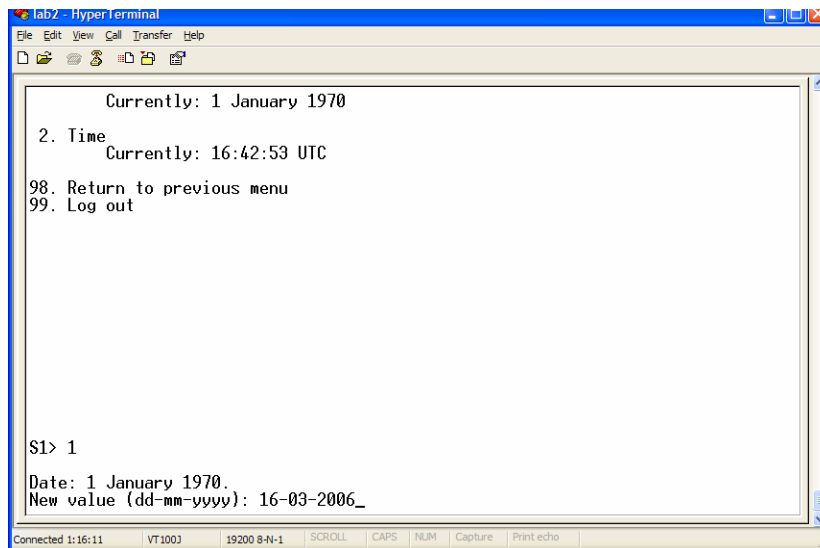 lab2 - HyperTerminal
File Edit View Call Transfer Help
Currently: 1 January 1970
2. Time
Currently: 16:42:53 UTC
98. Return to previous menu
99. Log out
S1> 1
Date: 1 January 1970.
New value (dd-mm-yyyy): 16-03-2006_
Connected 1:16:11 VT100J 19200 8-N-1 SCROLL CAPS NUM Capture Print echo